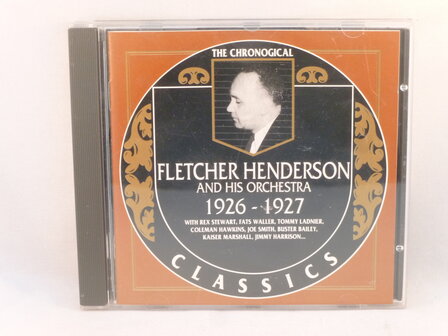 THE CHRONOGICAL
FLETCHER HENDERSON
AND HIS ORCHESTRA
1926 - 1927
WITH REX STEWART, FATS WALLER, TOMMY LADNIER,
COLEMAN HAWKINS, JOE SMITH, BUSTER BAILEY,
KAISER MARSHALL, JIMMY HARRISON...
CLASSICS